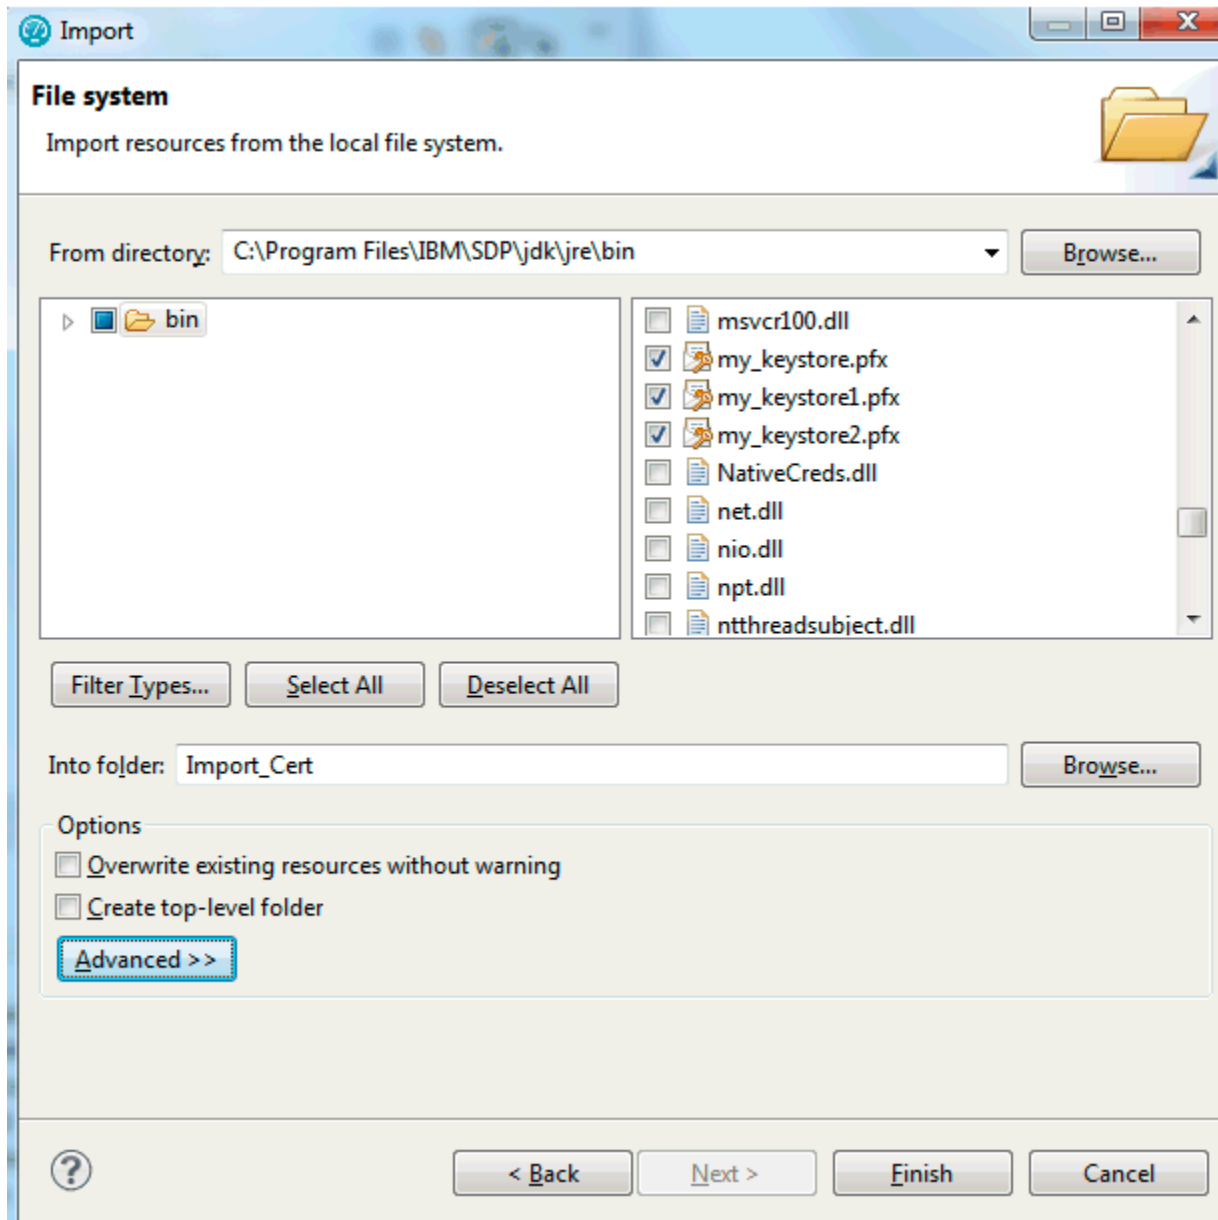 Import
File system
Import resources from the local file system.
From directory: C:\Program Files\IBM\SDP\jdk\jre\bin Browse...
bin
msvcr100.dll
my_keystore.pfx
my_keystore1.pfx
my_keystore2.pfx
NativeCreds.dll
net.dll
nio.dll
npt.dll
ntthreadsubject.dll
Filter Types... Select All Deselect All
Into folder: Import_Cert Browse...
Options
Overwrite existing resources without warning
Create top-level folder
Advanced >>
? < Back Next > Finish Cancel